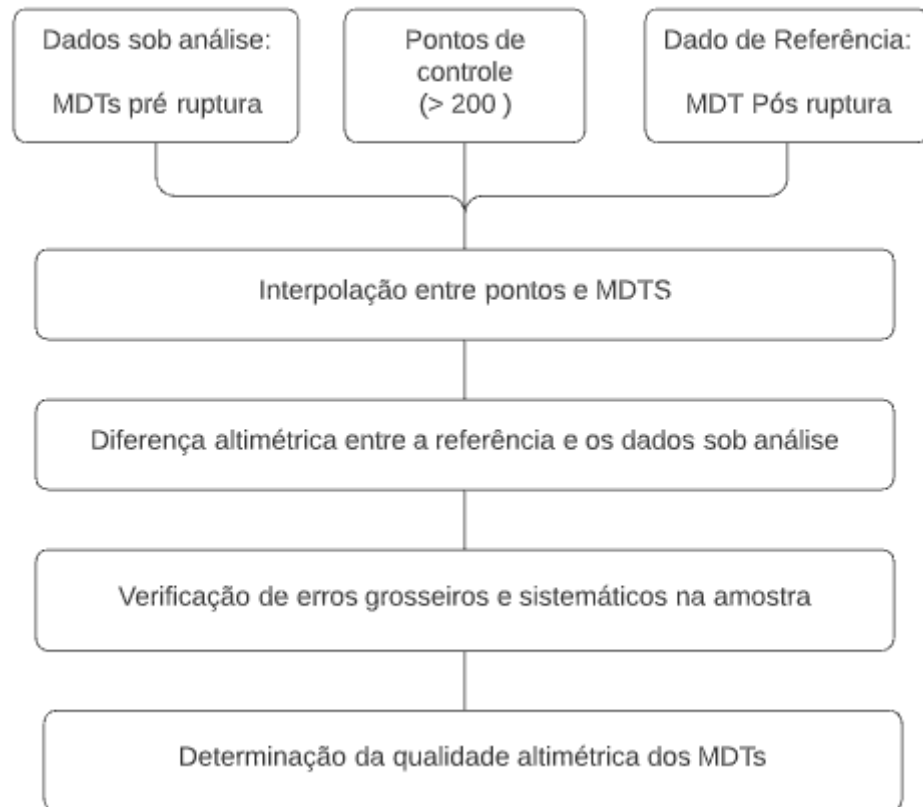 Dados sob análise:
MDTs pré ruptura
Pontos de
controle
(> 200 )
Dado de Referência:
MDT Pós ruptura
Interpolação entre pontos e MDTS
Diferença altimétrica entre a referência e os dados sob análise
Verificação de erros grosseiros e sistemáticos na amostra
Determinação da qualidade altimétrica dos MDTs